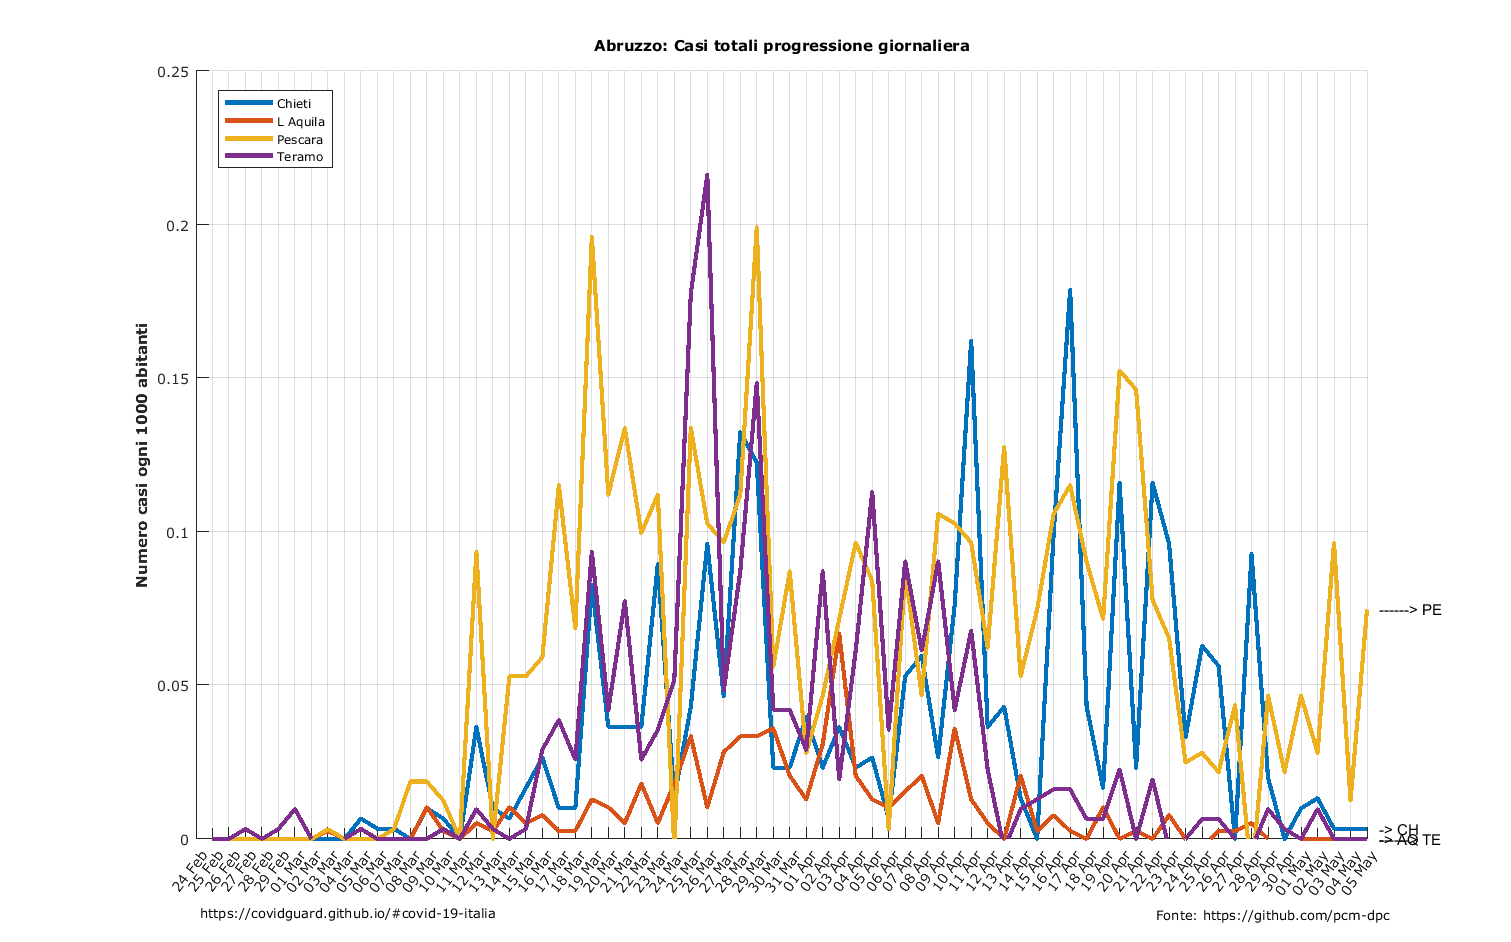 Abruzzo: Casi totali progressione giornaliera
0.25
0.2
0.15
0.1
0.05
0
Numero casi ogni 1000 abitanti
Chieti
L Aquila
Pescara
Teramo
------> PE
-> CH
-> AQ TE
24 Feb
25 Feb
26 Feb
27 Feb
28 Feb
29 Feb
01 Mar
02 Mar
03 Mar
04 Mar
05 Mar
06 Mar
07 Mar
08 Mar
09 Mar
10 Mar
11 Mar
12 Mar
13 Mar
14 Mar
15 Mar
16 Mar
17 Mar
18 Mar
19 Mar
20 Mar
21 Mar
22 Mar
23 Mar
24 Mar
25 Mar
26 Mar
27 Mar
28 Mar
29 Mar
30 Mar
31 Mar
01 Apr
02 Apr
03 Apr
04 Apr
05 Apr
06 Apr
07 Apr
08 Apr
09 Apr
10 Apr
11 Apr
12 Apr
13 Apr
14 Apr
15 Apr
16 Apr
17 Apr
18 Apr
19 Apr
20 Apr
21 Apr
22 Apr
23 Apr
24 Apr
25 Apr
26 Apr
27 Apr
28 Apr
29 Apr
30 Apr
01 May
02 May
03 May
04 May
05 May
https://covidguard.github.io/#covid-19-italia
Fonte: https://github.com/pcm-dpc